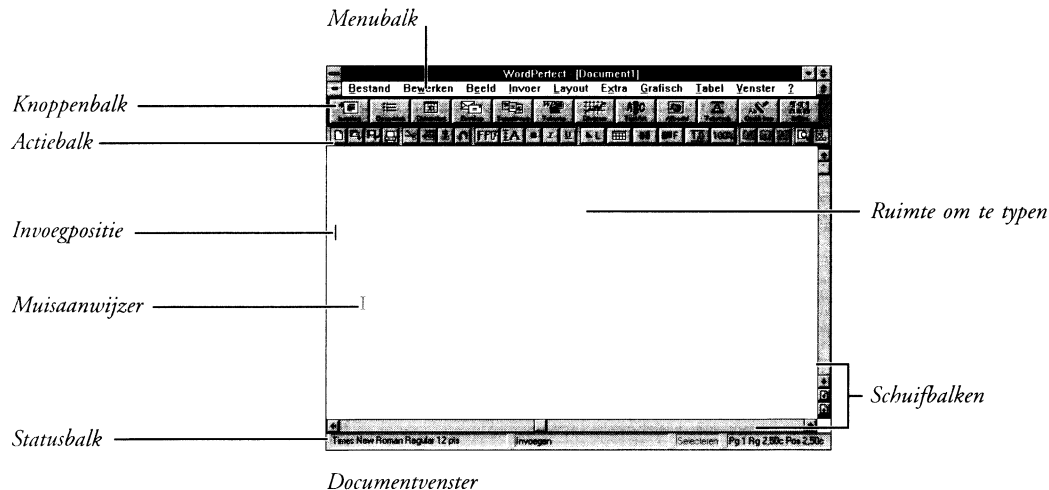 Menubalk
WordPerfect - [Document1]
Bestand Bewerken Beeld Invoer Layout Extra Grafisch Tabel Venster ?
Knoppenbalk
Actiebalk
100%
Ruimte om te typen
Invoegpositie
Muisaanwijzer
Schuifbalken
Statusbalk
Times New Roman Regular 12 pts Invoegen Selecteren Pg 1 Rg 2,50c Pos 2,50c
Documentvenster